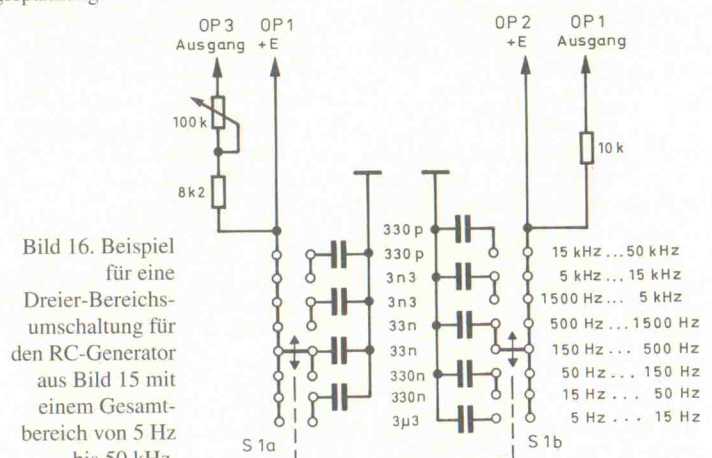 OP 3 OP 1 OP 2 OP 1
Ausgang +E +E Ausgang
100 k
10 k
8k2
330 p
330 p 15 kHz ... 50 kHz
3n3 5 kHz ... 15 kHz
3n3 1500 Hz ... 5 kHz
33n 500 Hz ... 1500 Hz
33n 150 Hz ... 500 Hz
330n 50 Hz ... 150 Hz
330n 15 Hz ... 50 Hz
3µ3 5 Hz ... 15 Hz
S 1a S 1b
Bild 16. Beispiel
für eine
Dreier-Bereichs-
umschaltung für
den RC-Generator
aus Bild 15 mit
einem Gesamt-
bereich von 5 Hz
bis 50 kHz.